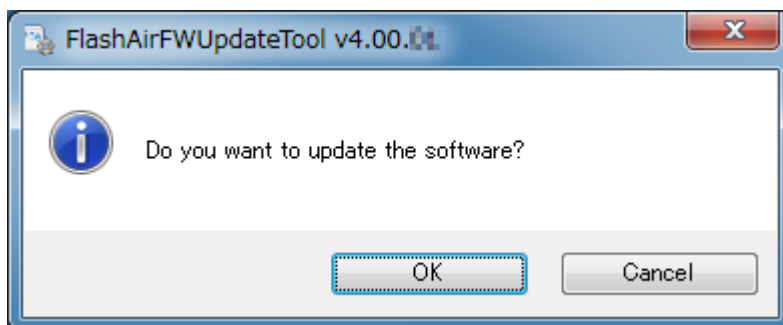 FlashAirFWUpdateTool v4.00.
Do you want to update the software?
OK
Cancel